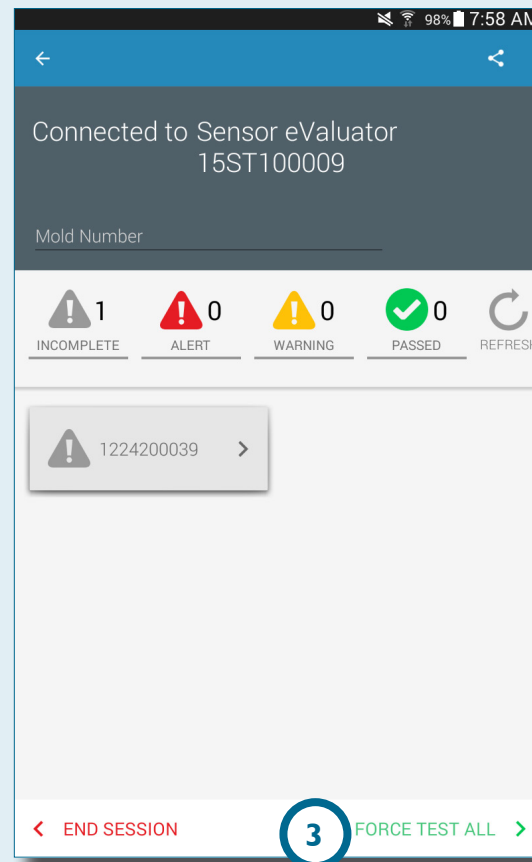 98% 7:58 AM
Connected to Sensor eValuator
15ST100009
Mold Number
1 0 0 0
INCOMPLETE ALERT WARNING PASSED REFRESH
1224200039
END SESSION 3 FORCE TEST ALL